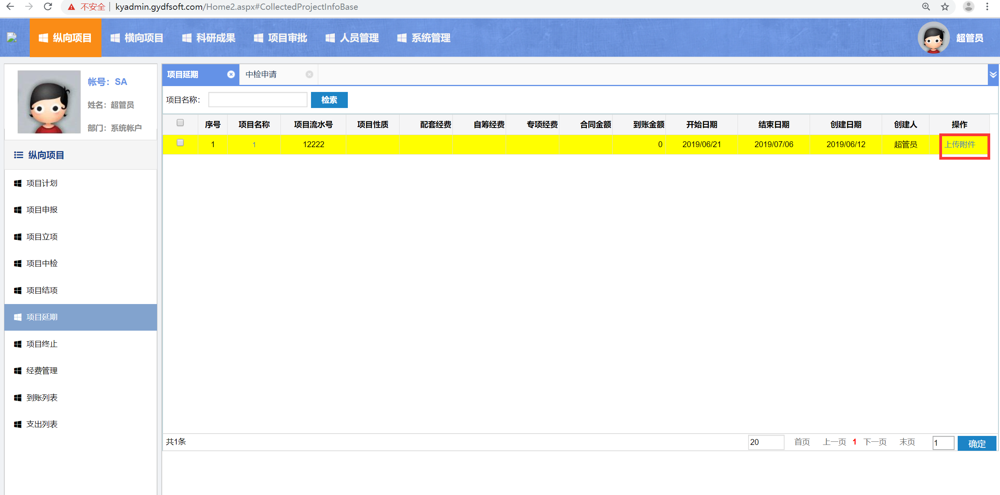 不安全 kyadmin.gydfsoft.com/Home2.aspx#CollectedProjectInfoBase
纵向项目 横向项目 科研成果 项目审批 人员管理 系统管理 超管员
帐号：SA
姓名：超管员
部门：系统帐户
纵向项目
项目计划
项目申报
项目立项
项目中检
项目结项
项目延期
项目终止
经费管理
到账列表
支出列表
项目延期 中检申请
项目名称： 检索
序号 项目名称 项目流水号 项目性质 配套经费 自筹经费 专项经费 合同金额 到账金额 开始日期 结束日期 创建日期 创建人 操作
1 1 12222 0 2019/06/21 2019/07/06 2019/06/12 超管员 上传附件
共1条 20 首页 上一页 1 下一页 末页 1 确定